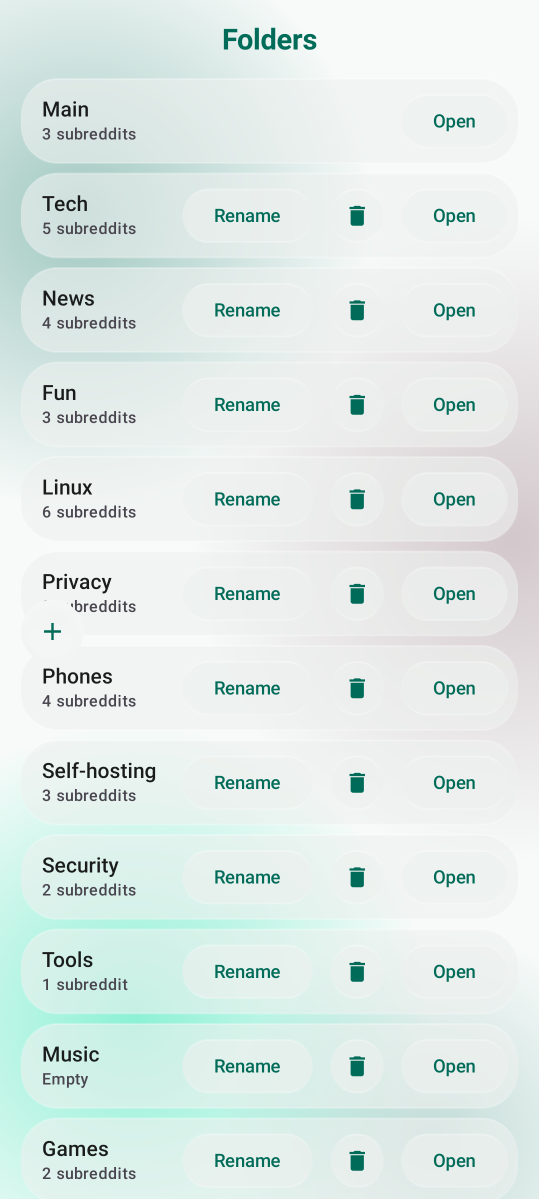 Folders
Main
3 subreddits
Open
Tech
5 subreddits
Rename
Open
News
4 subreddits
Rename
Open
Fun
3 subreddits
Rename
Open
Linux
6 subreddits
Rename
Open
Privacy
subreddits
Rename
Open
+
Phones
4 subreddits
Rename
Open
Self-hosting
3 subreddits
Rename
Open
Security
2 subreddits
Rename
Open
Tools
1 subreddit
Rename
Open
Music
Empty
Rename
Open
Games
2 subreddits
Rename
Open